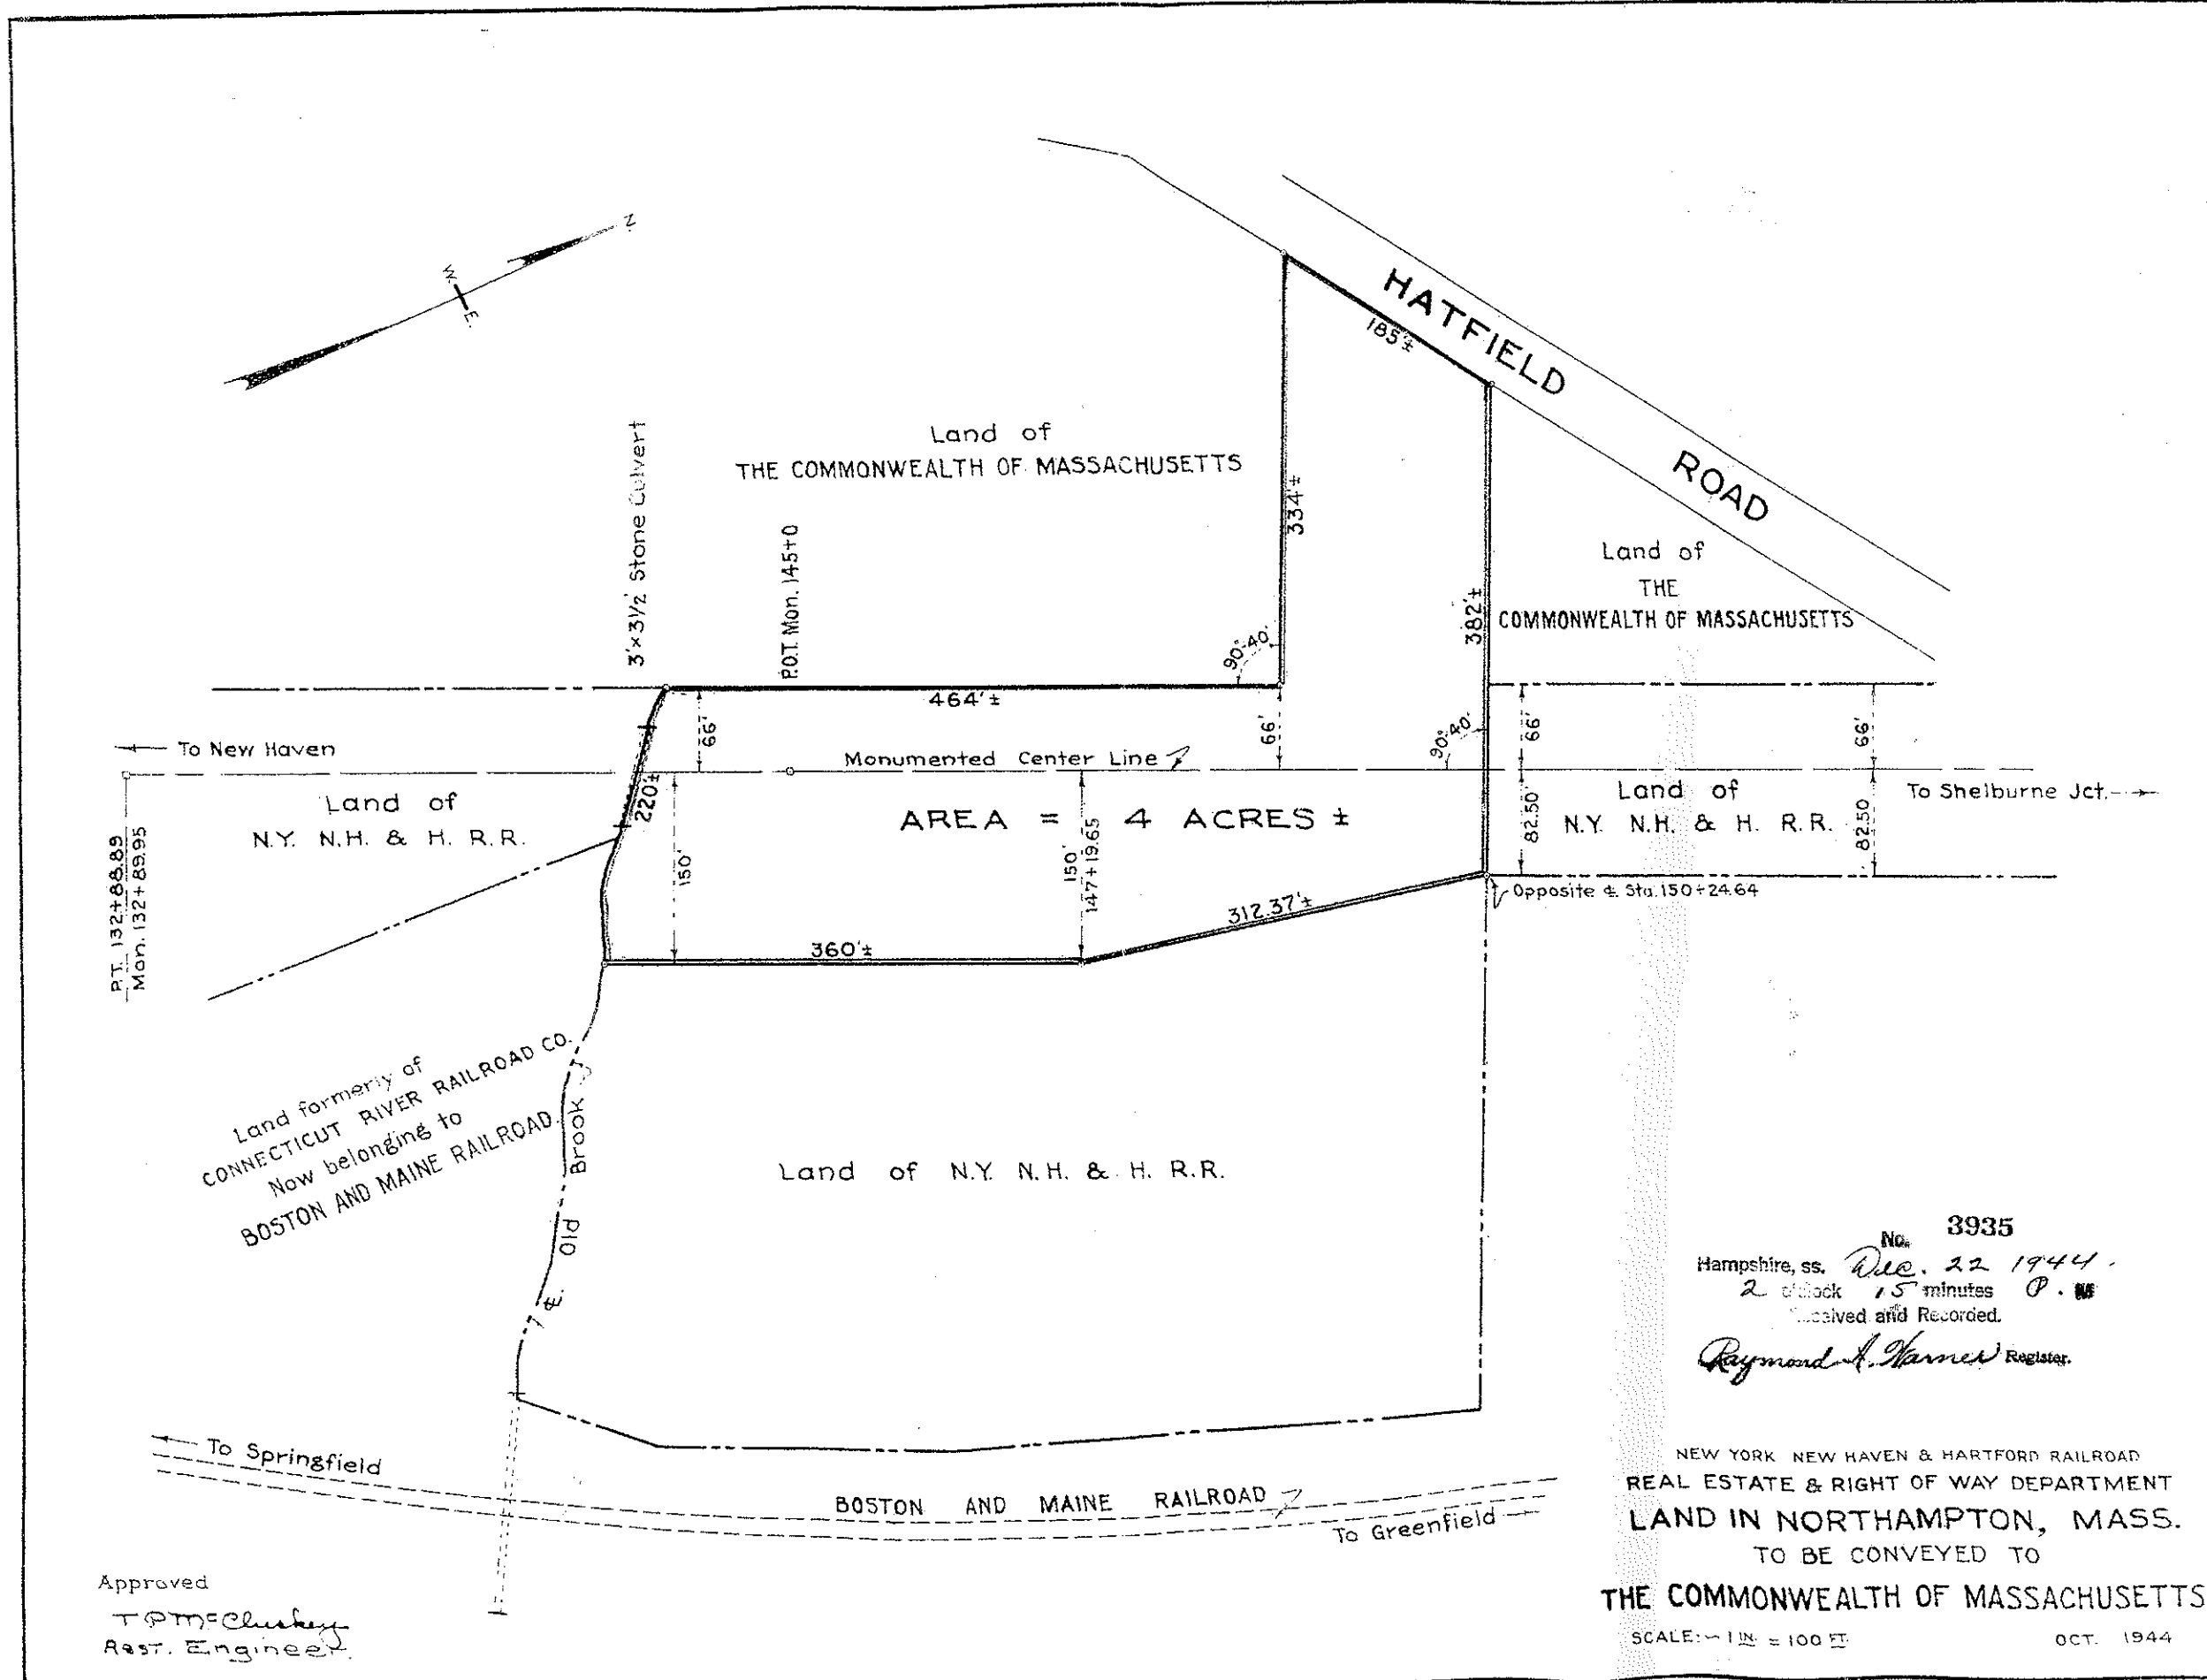 N.
W.
E.
HATFIELD
ROAD
185'±
Land of
THE COMMONWEALTH OF MASSACHUSETTS
3'×3½' Stone Culvert
P.O.T. Mon. 145+0
334'±
382'±
Land of
THE
COMMONWEALTH OF MASSACHUSETTS
90°-40'
464'±
66'
66'
90°-40'
66'
66'
To New Haven
Monumented Center Line
Land of
N.Y. N.H. & H. R.R.
220'±
AREA = 4 ACRES ±
Land of
N.Y. N.H. & H. R.R.
To Shelburne Jct.
P.T. 132+88.89
Mon. 132+89.95
150'
150'
147+19.65
82.50'
82.50
Opposite ℄ Sta. 150+24.64
312.37'±
360'±
Land formerly of
CONNECTICUT RIVER RAILROAD CO.
Now belonging to
BOSTON AND MAINE RAILROAD.
℄ Old Brook
Land of N.Y. N.H. & H. R.R.
No. 3935
Hampshire, ss. Dec. 22 1944.
2 o'clock 15 minutes P. M
Received and Recorded.
Raymond A. Warner Register.
To Springfield
BOSTON AND MAINE RAILROAD
To Greenfield
NEW YORK NEW HAVEN & HARTFORD RAILROAD
REAL ESTATE & RIGHT OF WAY DEPARTMENT
LAND IN NORTHAMPTON, MASS.
TO BE CONVEYED TO
THE COMMONWEALTH OF MASSACHUSETTS
SCALE:- 1 IN. = 100 FT.
OCT. 1944
Approved
T P McCluskey
Asst. Engineer.